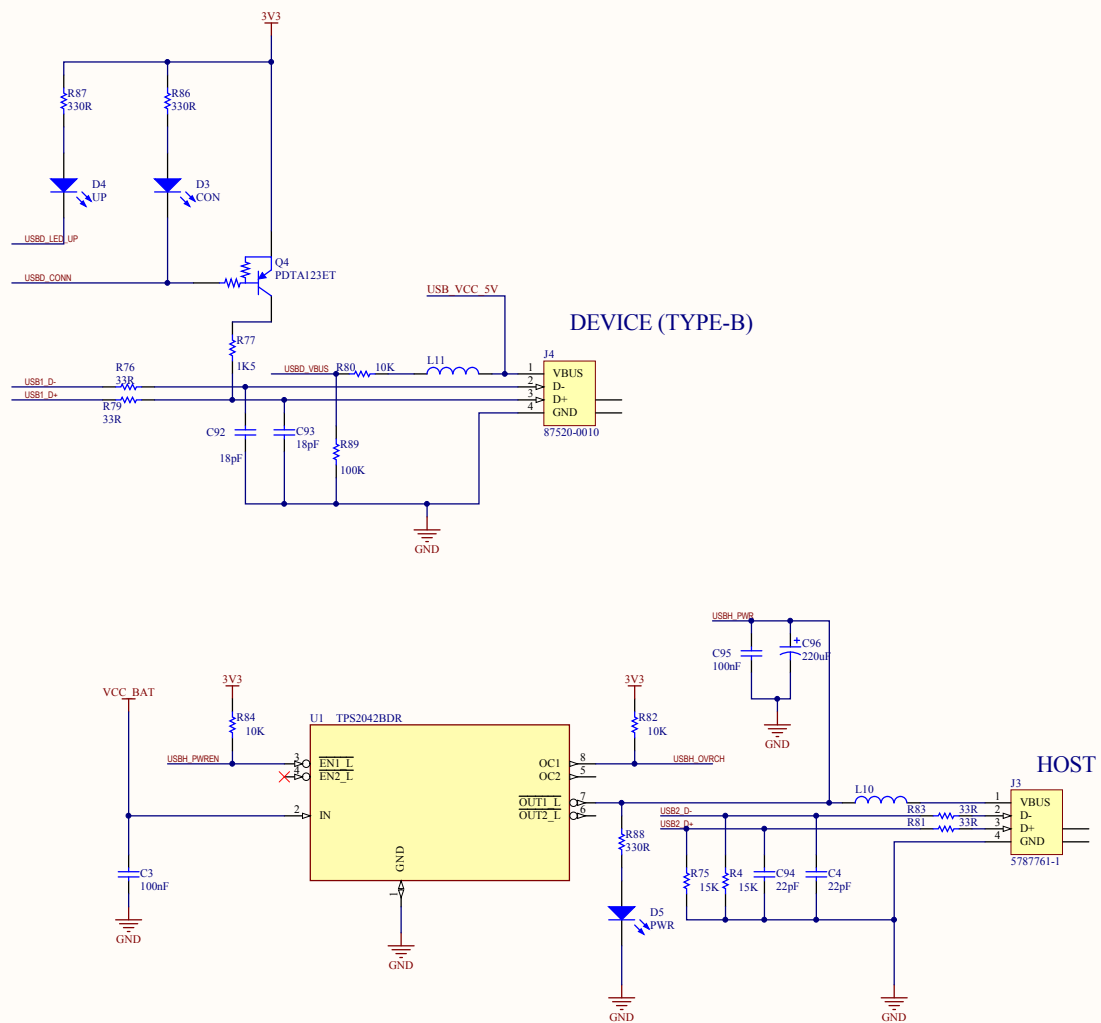 3V3
R87
330R
R86
330R
D4
UP
D3
CON
USBD_LED_UP
USBD_CONN
Q4
PDTA123ET
USB_VCC_5V
DEVICE (TYPE-B)
R77
1K5
L11
J4
USBD_VBUS
R80
10K
1
VBUS
2
D-
3
D+
4
GND
87520-0010
USB1_D-
R76
33R
USB1_D+
R79
33R
C92
18pF
C93
18pF
R89
100K
GND
USBH_PWR
C95
100nF
+
C96
220uF
GND
VCC_BAT
3V3
R84
10K
U1
TPS2042BDR
3V3
R82
10K
USBH_PWREN
3
EN1_L
4
EN2_L
2
IN
GND
1
OC1
8
OC2
5
OUT1_L
7
OUT2_L
6
USBH_OVRCH
HOST
L10
J3
1
VBUS
USB2_D-
R83
33R
2
D-
USB2_D+
R81
33R
3
D+
4
GND
5787761-1
R88
330R
R75
15K
R4
15K
C94
22pF
C4
22pF
C3
100nF
GND
GND
D5
PWR
GND
GND